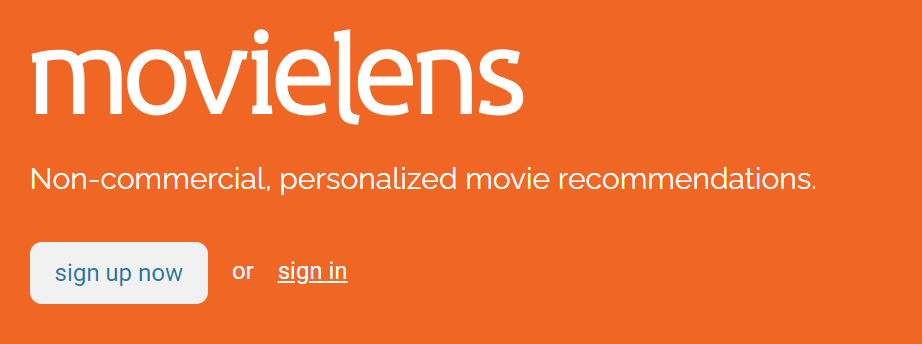 movielens
Non-commercial, personalized movie recommendations.
sign up now or sign in